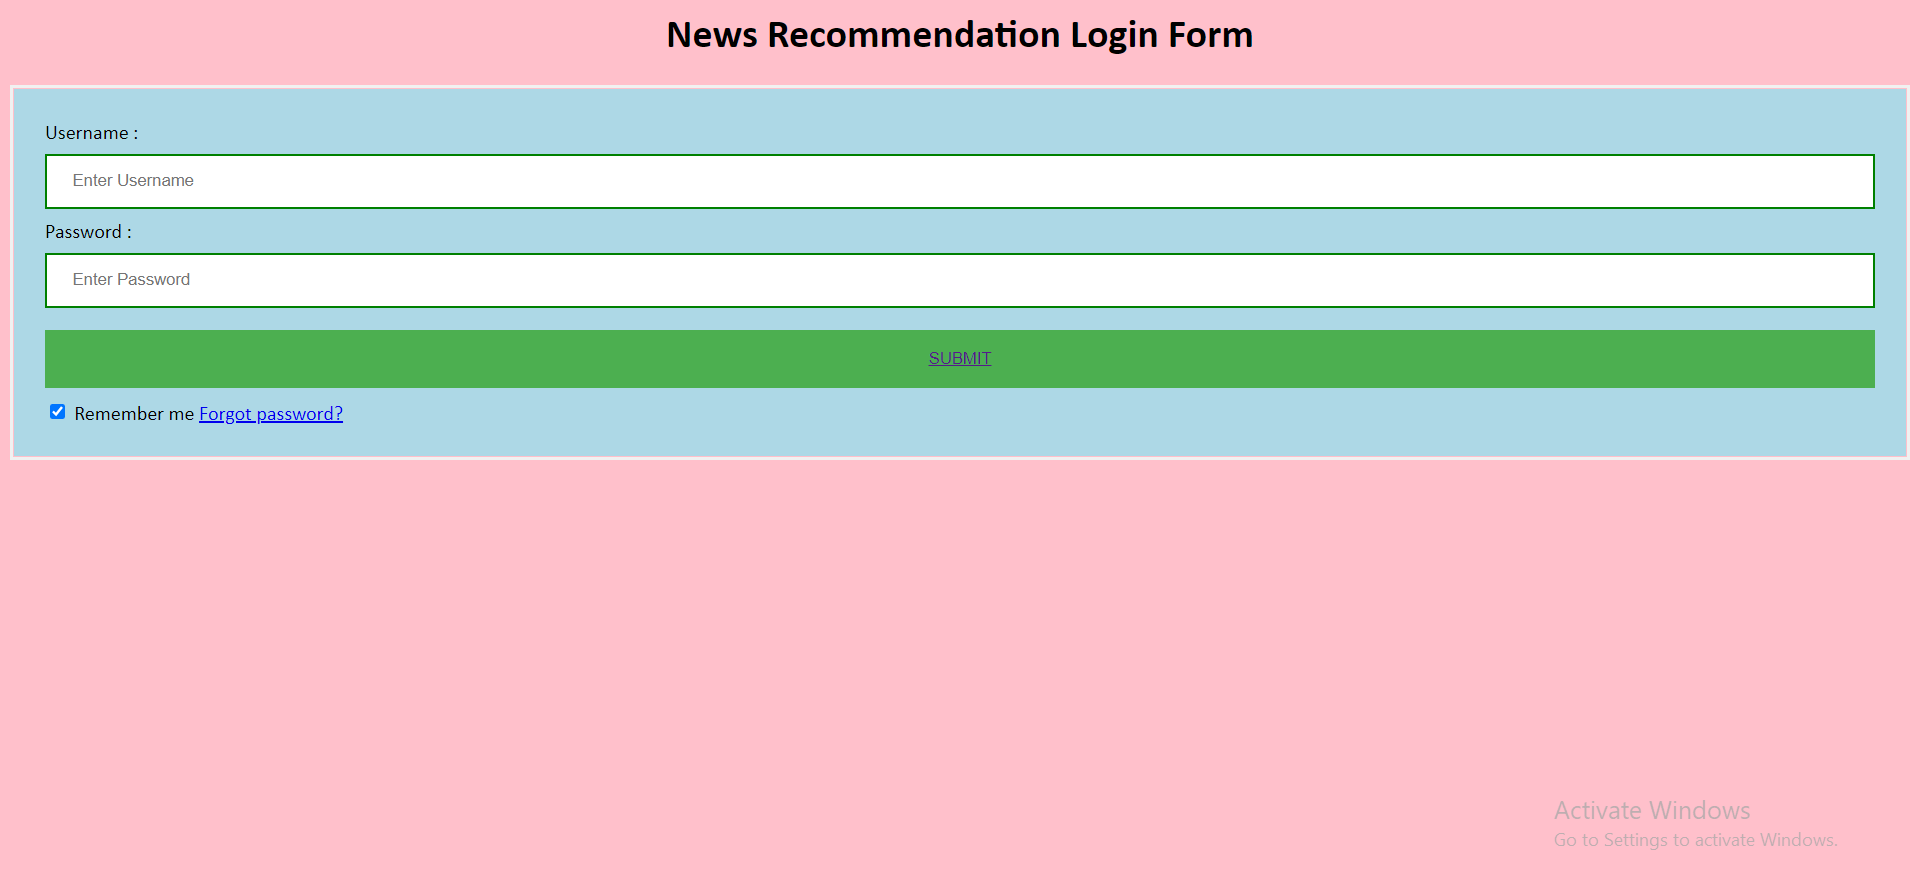 News Recommendation Login Form
Username :
Enter Username
Password :
Enter Password
SUBMIT
Remember me Forgot password?
Activate Windows
Go to Settings to activate Windows.